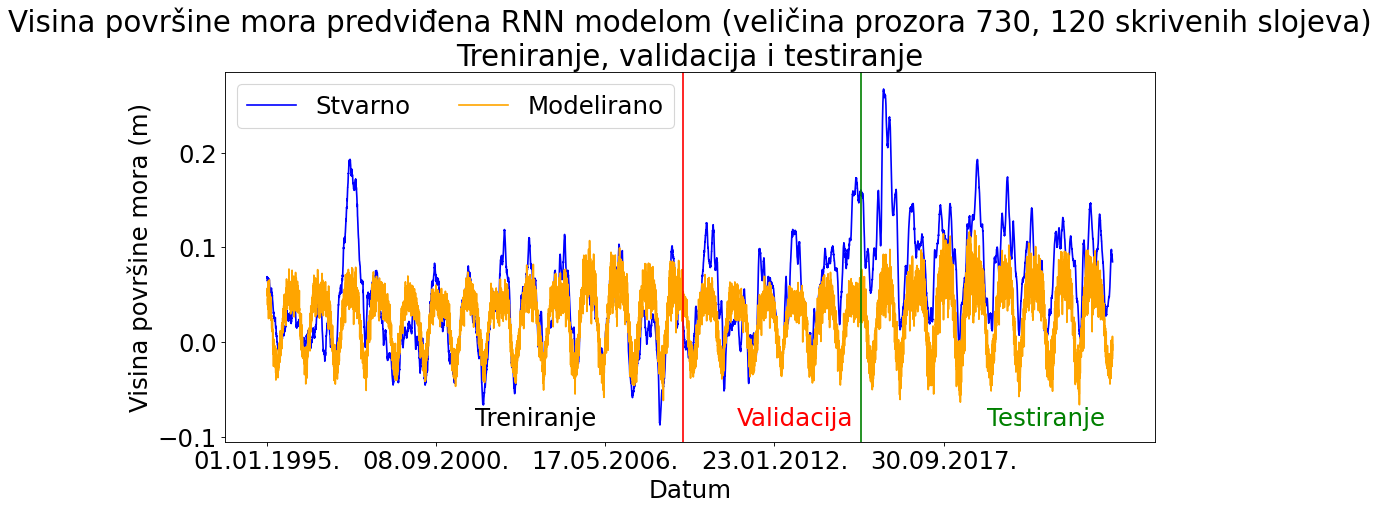 Visina površine mora predviđena RNN modelom (veličina prozora 730, 120 skrivenih slojeva)
Treniranje, validacija i testiranje
Stvarno Modelirano
Visina površine mora (m)
0.2
0.1
0.0
−0.1
Treniranje Validacija Testiranje
01.01.1995. 08.09.2000. 17.05.2006. 23.01.2012. 30.09.2017.
Datum